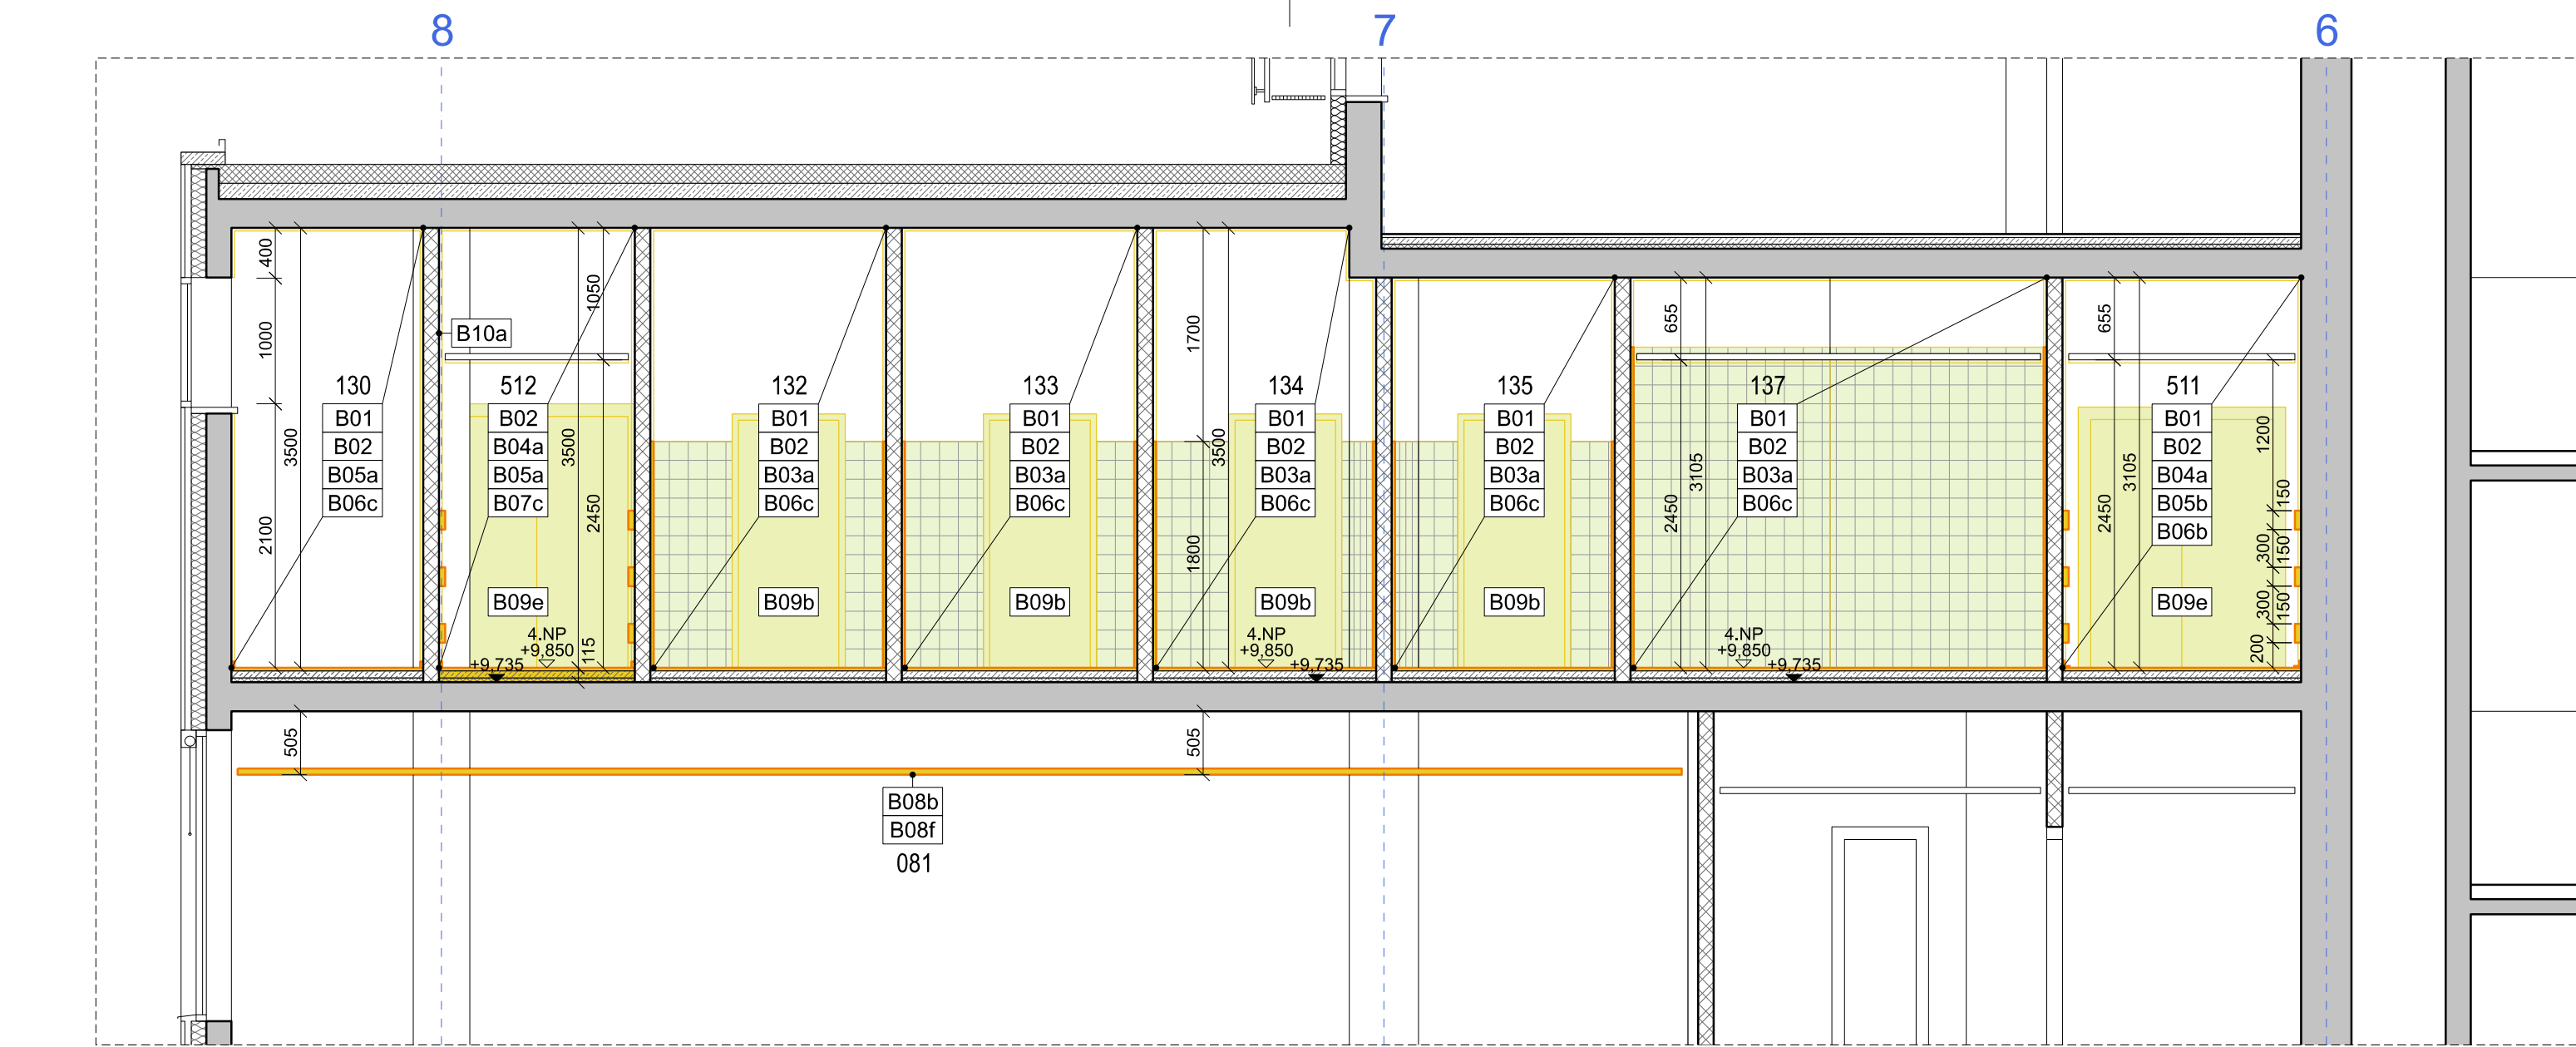 8
7
6
400
1000
2100
3500
130
B01
B02
B05a
B06c
B10a
1050
512
B02
B04a
B05a
B07c
3500
2450
115
B09e
4.NP
+9,850
+9,735
132
B01
B02
B03a
B06c
B09b
133
B01
B02
B03a
B06c
B09b
1700
1800
3500
134
B01
B02
B03a
B06c
B09b
4.NP
+9,850
+9,735
135
B01
B02
B03a
B06c
B09b
655
2450
3105
137
B01
B02
B03a
B06c
4.NP
+9,850
+9,735
655
2450
3105
511
B01
B02
B04a
B05b
B06b
B09e
1200
150
300
150
300
150
200
505
505
B08b
B08f
081